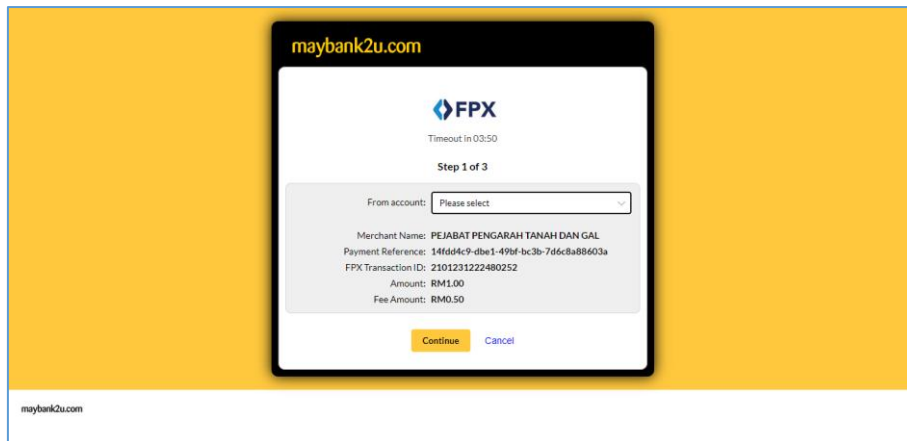 maybank2u.com
FPX
Timeout in 03:50
Step 1 of 3
From account: Please select
Merchant Name: PEJABAT PENGARAH TANAH DAN GAL
Payment Reference: 14fdd4c9-dbe1-49bf-bc3b-7d6c8a88603a
FPX Transaction ID: 2101231222480252
Amount: RM1.00
Fee Amount: RM0.50
Continue Cancel
maybank2u.com